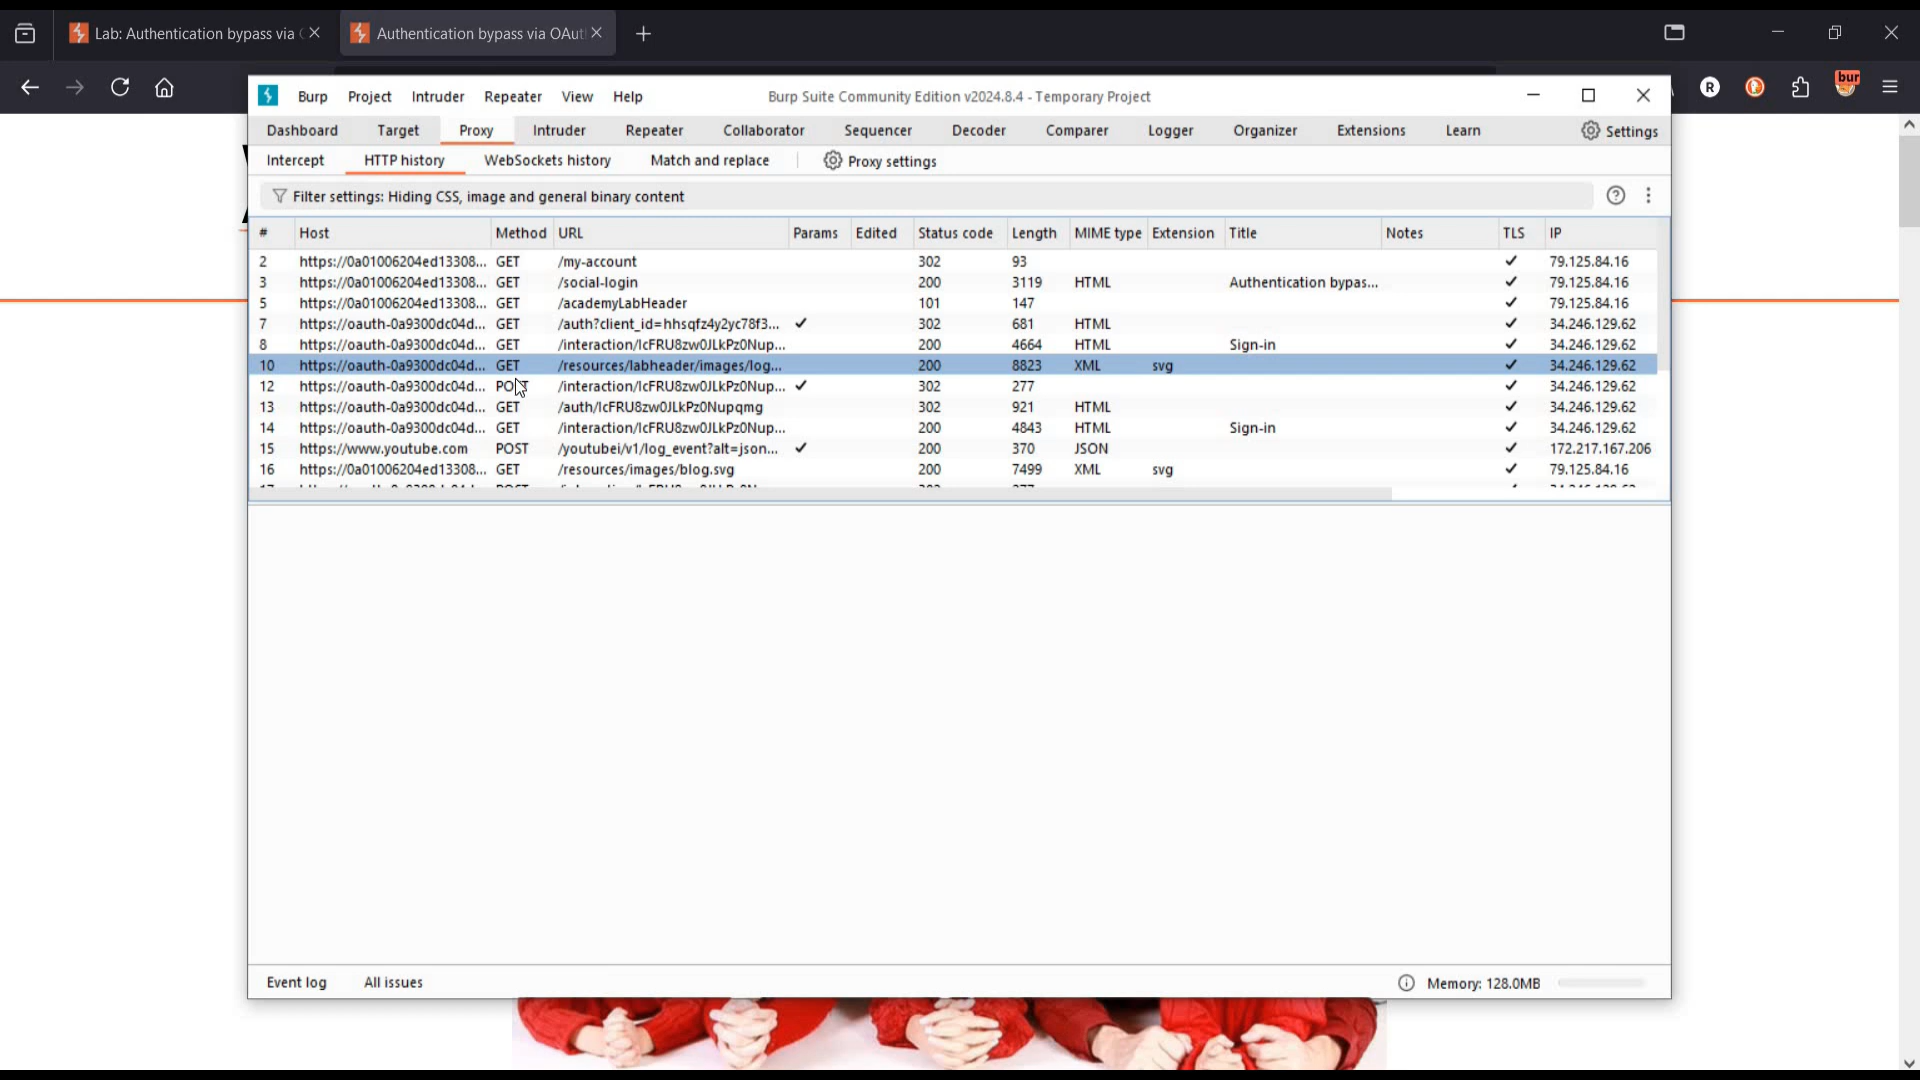 Lab: Authentication bypass via (
Authentication bypass via OAut
bur
R
Burp Project Intruder Repeater View Help
Burp Suite Community Edition v2024.8.4 - Temporary Project
Dashboard Target Proxy Intruder Repeater Collaborator Sequencer Decoder Comparer Logger Organizer Extensions Learn Settings
Intercept HTTP history WebSockets history Match and replace Proxy settings
Filter settings: Hiding CSS, image and general binary content
# Host Method URL Params Edited Status code Length MIME type Extension Title Notes TLS IP
2 https://0a01006204ed13308... GET /my-account 302 93 ✓ 79.125.84.16
3 https://0a01006204ed13308... GET /social-login 200 3119 HTML Authentication bypas... ✓ 79.125.84.16
5 https://0a01006204ed13308... GET /academyLabHeader 101 147 ✓ 79.125.84.16
7 https://oauth-0a9300dc04d... GET /auth?client_id=hhsqfz4y2yc78f3... ✓ 302 681 HTML ✓ 34.246.129.62
8 https://oauth-0a9300dc04d... GET /interaction/lcFRU8zw0JLkPz0Nup... 200 4664 HTML Sign-in ✓ 34.246.129.62
10 https://oauth-0a9300dc04d... GET /resources/labheader/images/log... 200 8823 XML svg ✓ 34.246.129.62
12 https://oauth-0a9300dc04d... POST /interaction/lcFRU8zw0JLkPz0Nup... ✓ 302 277 ✓ 34.246.129.62
13 https://oauth-0a9300dc04d... GET /auth/lcFRU8zw0JLkPz0Nupqmg 302 921 HTML ✓ 34.246.129.62
14 https://oauth-0a9300dc04d... GET /interaction/lcFRU8zw0JLkPz0Nup... 200 4843 HTML Sign-in ✓ 34.246.129.62
15 https://www.youtube.com POST /youtubei/v1/log_event?alt=json... ✓ 200 370 JSON ✓ 172.217.167.206
16 https://0a01006204ed13308... GET /resources/images/blog.svg 200 7499 XML svg ✓ 79.125.84.16
Event log All issues Memory: 128.0MB